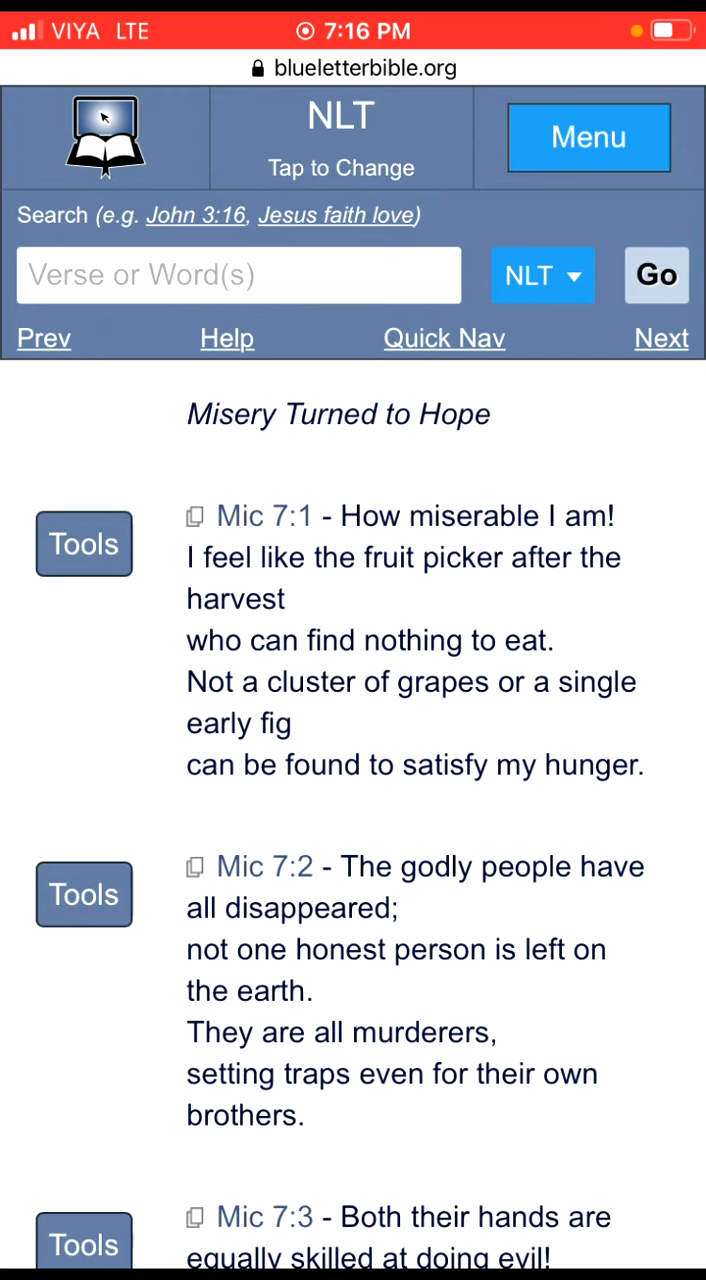 VIYA LTE 7:16 PM
blueletterbible.org
NLT
Tap to Change
Menu
Search (e.g. John 3:16, Jesus faith love)
Verse or Word(s) NLT Go
Prev Help Quick Nav Next
Misery Turned to Hope
Tools
Mic 7:1 - How miserable I am!
I feel like the fruit picker after the
harvest
who can find nothing to eat.
Not a cluster of grapes or a single
early fig
can be found to satisfy my hunger.
Tools
Mic 7:2 - The godly people have
all disappeared;
not one honest person is left on
the earth.
They are all murderers,
setting traps even for their own
brothers.
Tools
Mic 7:3 - Both their hands are
equally skilled at doing evil!